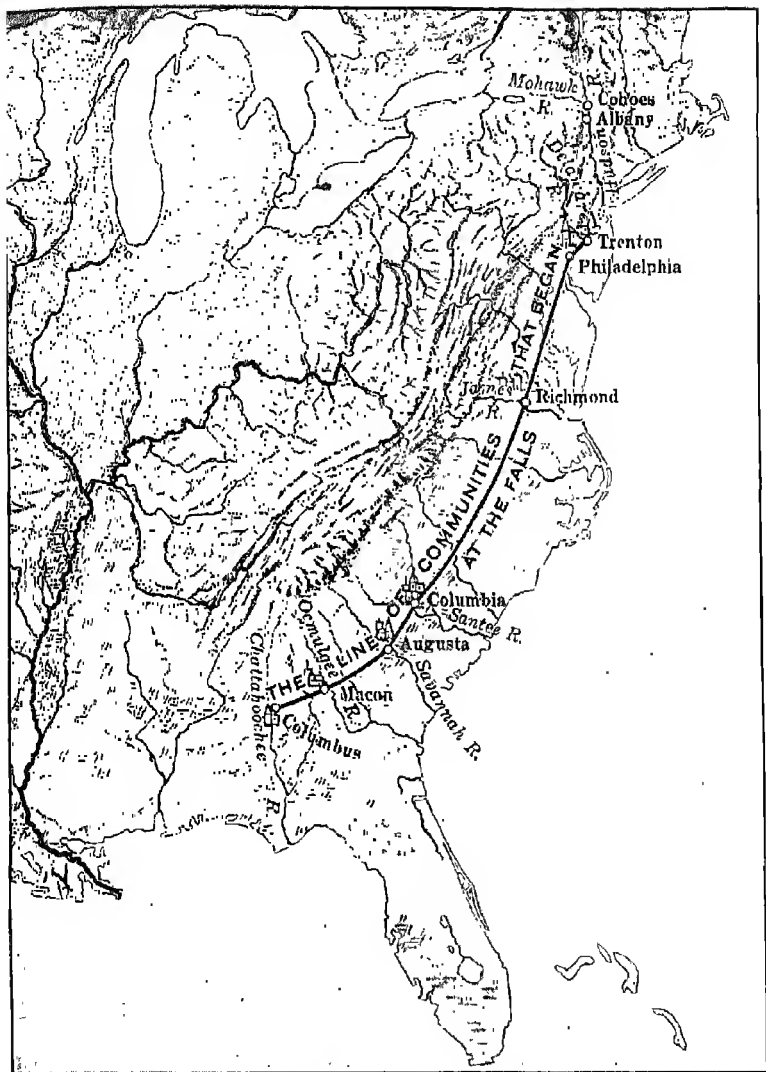 Mohawk
R.
Cohoes
Albany
Hudson
R.
Trenton
Philadelphia
James
R.
Richmond
THE LINE OF COMMUNITIES THAT BEGAN
AT THE FALLS
Columbia
Santee R.
Augusta
Savannah R.
Ocmulgee
R.
Macon
Columbus
Chattahoochee
R.